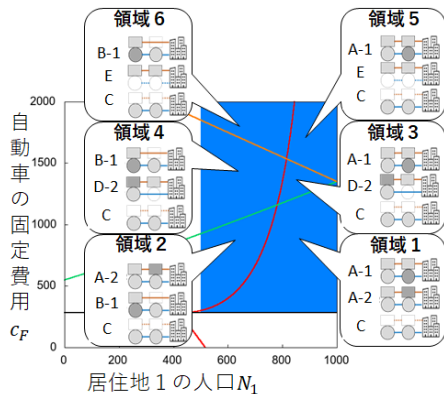 領域6
B-1
E
C
領域5
A-1
E
C
領域4
B-1
D-2
C
領域3
A-1
D-2
C
領域2
A-2
B-1
C
領域1
A-1
A-2
C
自動車の固定費用
c_F
2000
1500
1000
500
0
0
200
400
600
800
1000
居住地1の人口N₁